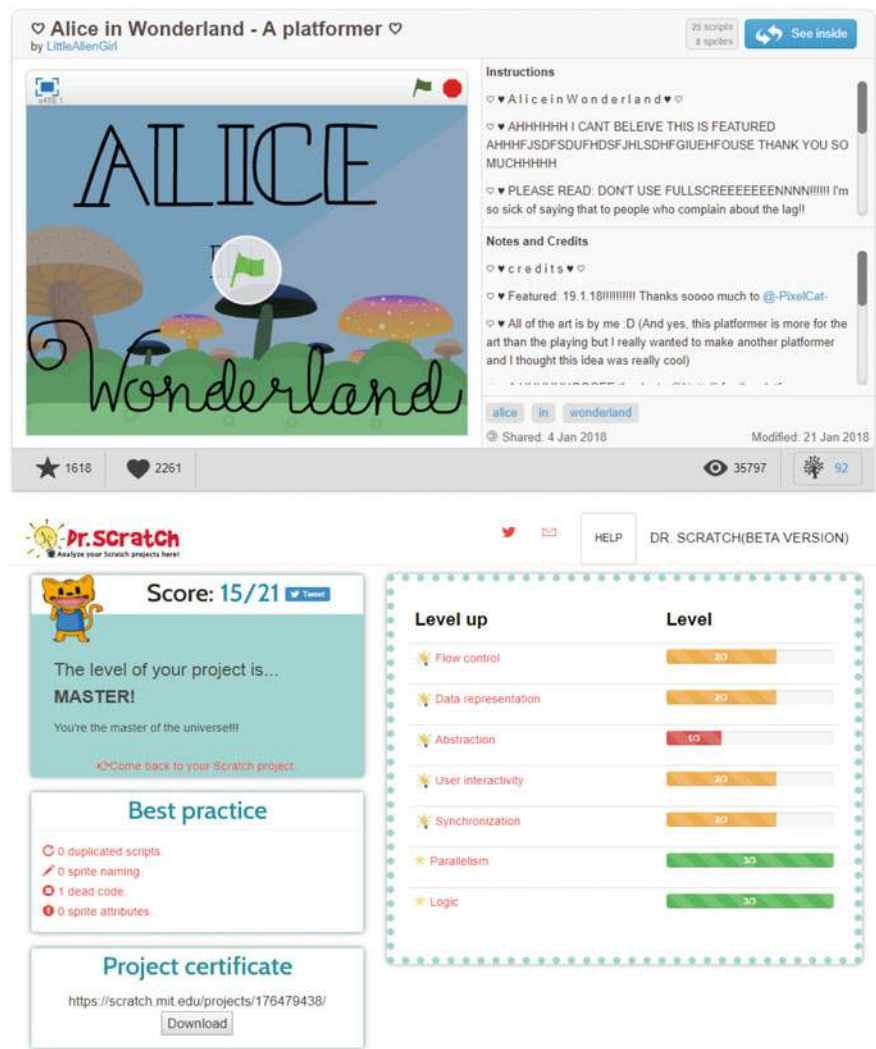 ♡ Alice in Wonderland - A platformer ♡
by LittleAlienGirl
25 scripts
8 sprites
See inside
v459.1
ALICE
IN
Wonderland
Instructions
♡ ♥ A l i c e i n W o n d e r l a n d ♥ ♡
♡ ♥ AHHHHHH I CANT BELEIVE THIS IS FEATURED
AHHHFJSDFSDUFHDSFJHLSDHFGIUEHFOUSE THANK YOU SO
MUCHHHHH
♡ ♥ PLEASE READ: DON'T USE FULLSCREEEEEEENNNN!!!!!! I'm
so sick of saying that to people who complain about the lag!!
Notes and Credits
♡ ♥ c r e d i t s ♥ ♡
♡ ♥ Featured: 19.1.18!!!!!!!!!! Thanks soooo much to @-PixelCat-
♡ ♥ All of the art is by me :D (And yes, this platformer is more for the
art than the playing but I really wanted to make another platformer
and I thought this idea was really cool)
alice in wonderland
Shared: 4 Jan 2018 Modified: 21 Jan 2018
1618 2261 35797 92
Dr.Scratch
Analyze your Scratch projects here!
HELP
DR. SCRATCH(BETA VERSION)
Score: 15/21 Tweet
The level of your project is...
MASTER!
You're the master of the universe!!!
Come back to your Scratch project.
Best practice
0 duplicated scripts.
0 sprite naming.
1 dead code.
0 sprite attributes.
Project certificate
https://scratch.mit.edu/projects/176479438/
Download
Level up Level
Flow control 2/3
Data representation 2/3
Abstraction 1/3
User interactivity 2/3
Synchronization 2/3
Parallelism 3/3
Logic 3/3